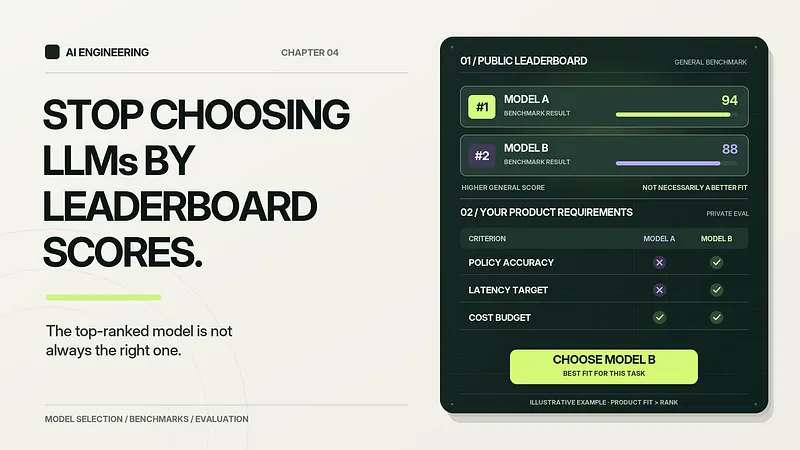 AI ENGINEERING
CHAPTER 04
STOP CHOOSING
LLMs BY
LEADERBOARD
SCORES.
The top-ranked model is not
always the right one.
MODEL SELECTION / BENCHMARKS / EVALUATION
01 / PUBLIC LEADERBOARD
GENERAL BENCHMARK
#1
MODEL A
BENCHMARK RESULT
94
#2
MODEL B
BENCHMARK RESULT
88
HIGHER GENERAL SCORE
NOT NECESSARILY A BETTER FIT
02 / YOUR PRODUCT REQUIREMENTS
PRIVATE EVAL
CRITERION MODEL A MODEL B
POLICY ACCURACY
LATENCY TARGET
COST BUDGET
CHOOSE MODEL B
BEST FIT FOR THIS TASK
ILLUSTRATIVE EXAMPLE · PRODUCT FIT > RANK